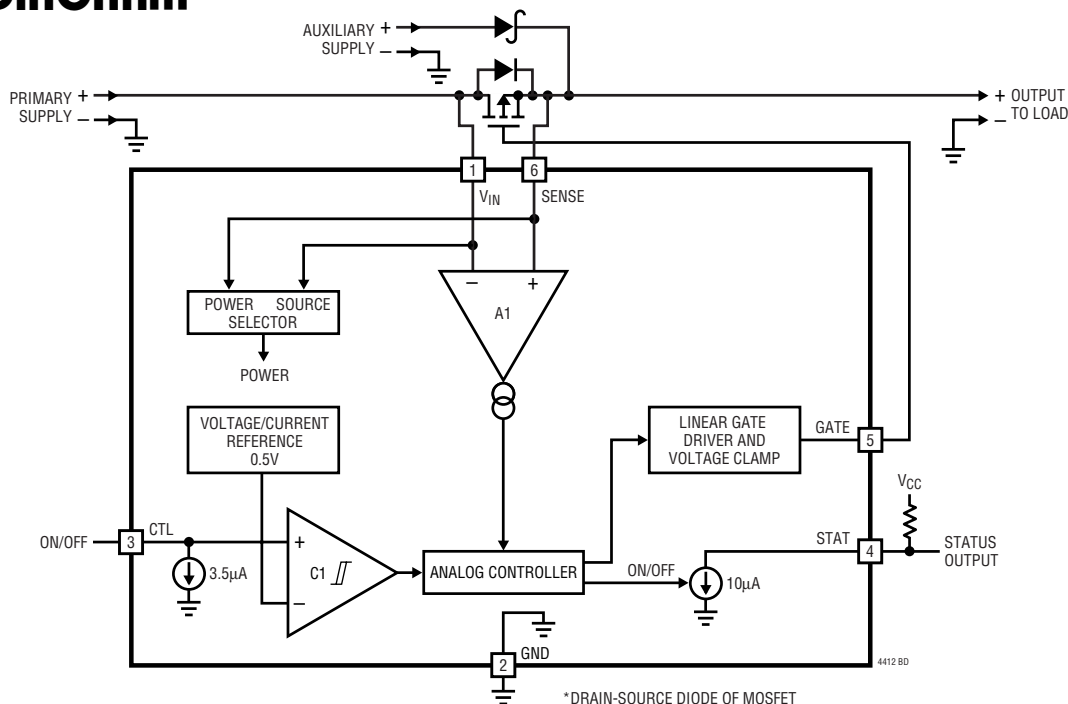 AUXILIARY +
SUPPLY –
PRIMARY +
SUPPLY –
+ OUTPUT
– TO LOAD
1
6
VIN
SENSE
– +
A1
POWER SOURCE
SELECTOR
POWER
VOLTAGE/CURRENT
REFERENCE
0.5V
LINEAR GATE
DRIVER AND
VOLTAGE CLAMP
GATE
5
VCC
ON/OFF
3
CTL
3.5µA
+
C1
–
ANALOG CONTROLLER
ON/OFF
10µA
STAT
4
STATUS
OUTPUT
2
GND
4412 BD
*DRAIN-SOURCE DIODE OF MOSFET